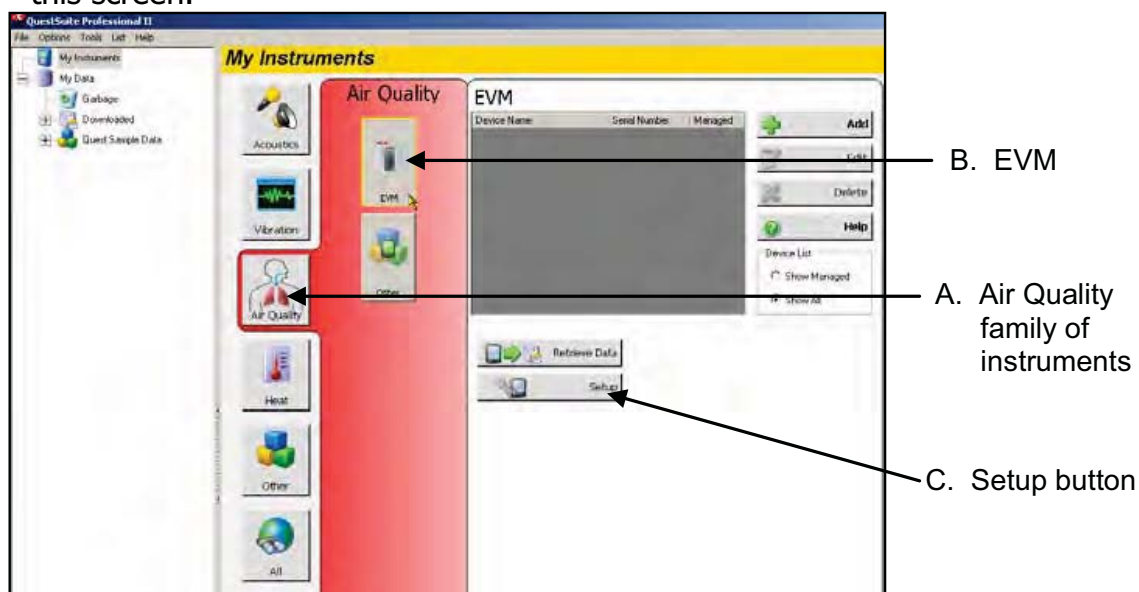 this screen.
QuestSuite Professional II
File Options Tools List Help
My Instruments
My Data
Garbage
Downloaded
Quest Sample Data
My Instruments
Acoustics
Vibration
Air Quality
Heat
Other
All
Air Quality
EVM
Other
EVM
Device Name Serial Number Managed
Add
Edit
Delete
Help
Device List
Show Managed
Show All
Retrieve Data
Setup
B. EVM
A. Air Quality
family of
instruments
C. Setup button